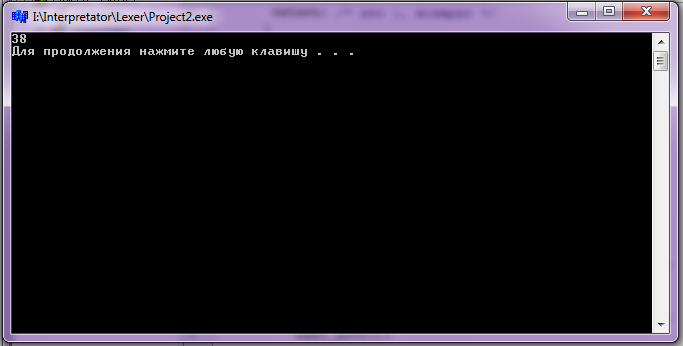 I:\Interpretator\Lexer\Project2.exe
38
Для продолжения нажмите любую клавишу . . .